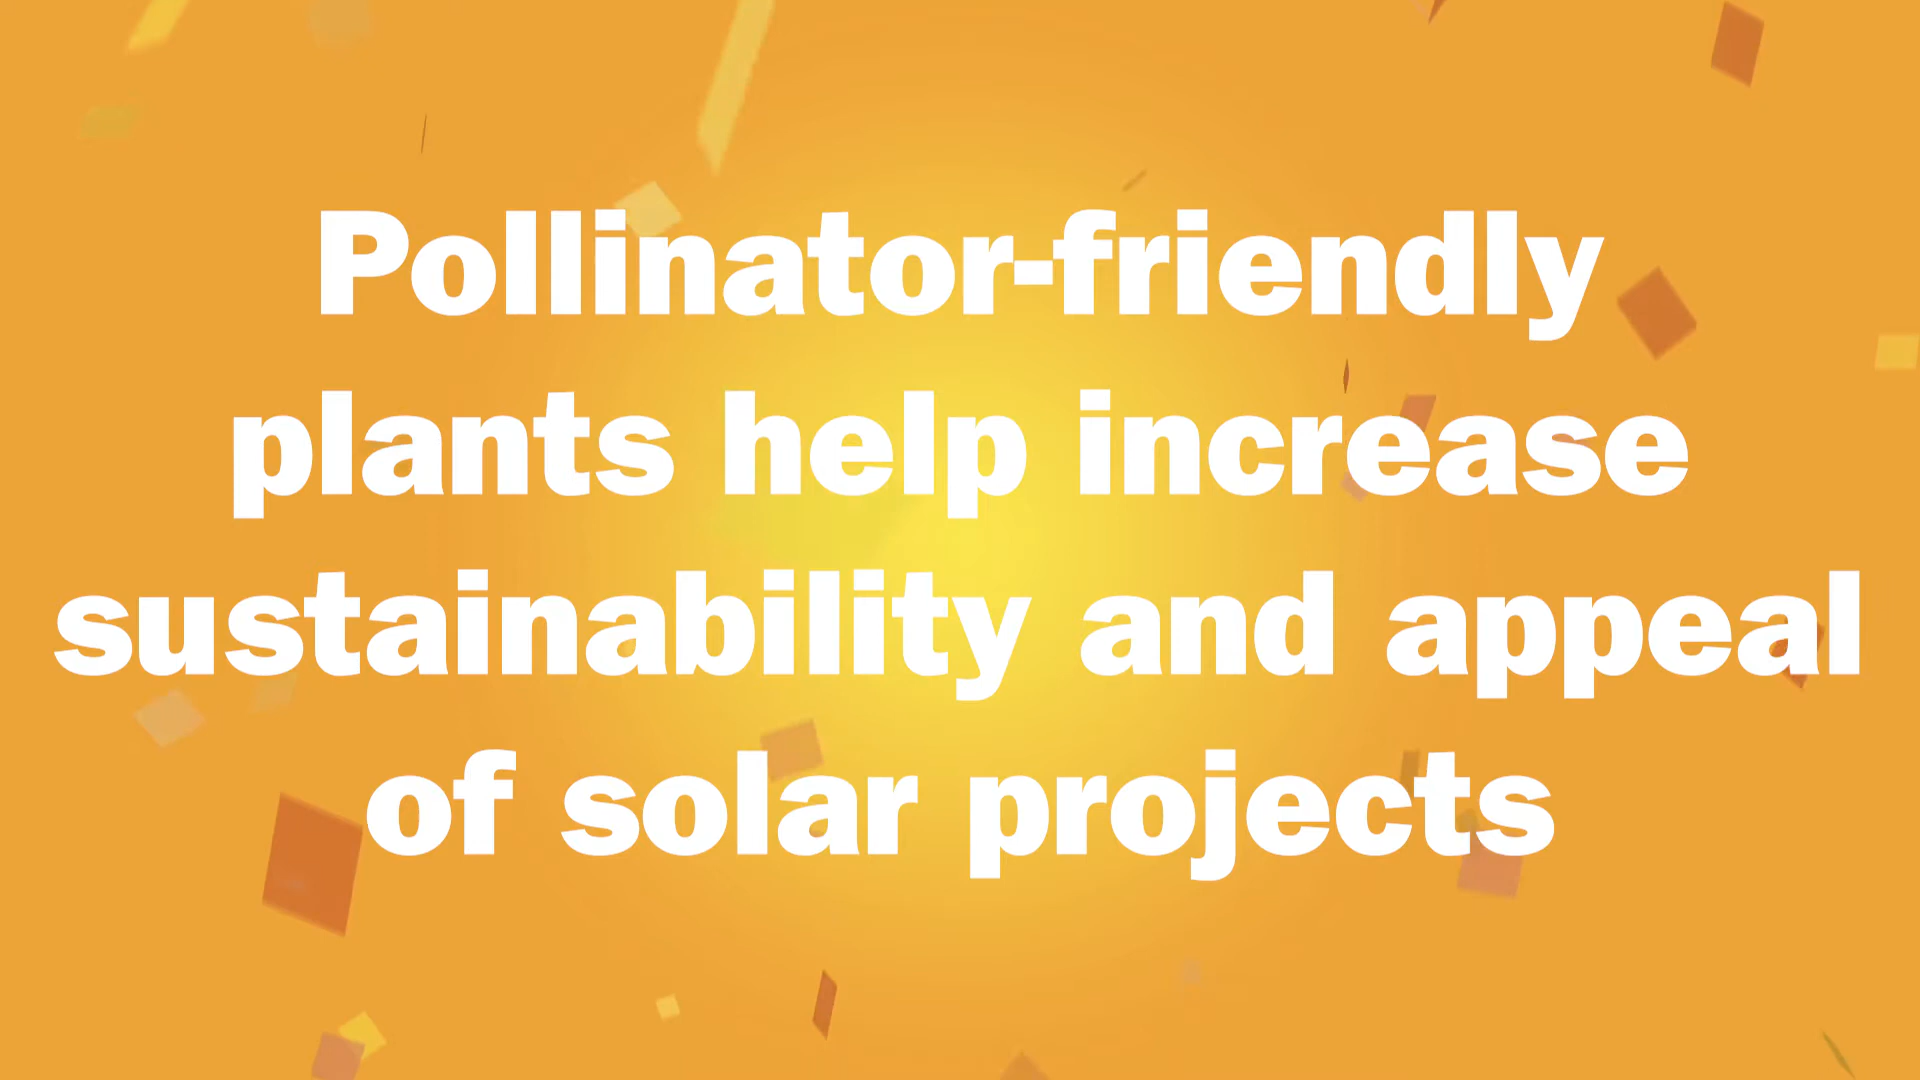 Pollinator-friendly
plants help increase
sustainability and appeal
of solar projects